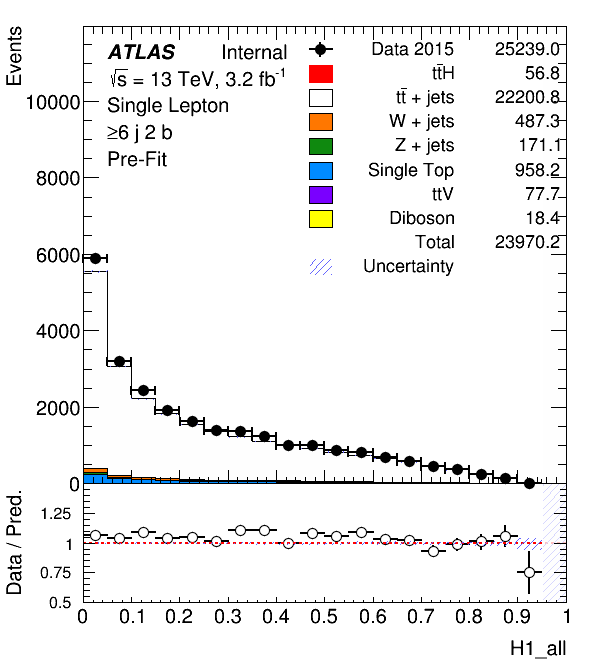 Events
ATLAS Internal
√s = 13 TeV, 3.2 fb⁻¹
Single Lepton
≥6 j 2 b
Pre-Fit
Data 2015 25239.0
tt̄H 56.8
tt̄ + jets 22200.8
W + jets 487.3
Z + jets 171.1
Single Top 958.2
ttV 77.7
Diboson 18.4
Total 23970.2
Uncertainty
10000
8000
6000
4000
2000
0
Data / Pred.
1.25
1
0.75
0.5
0 0.1 0.2 0.3 0.4 0.5 0.6 0.7 0.8 0.9 1
H1_all